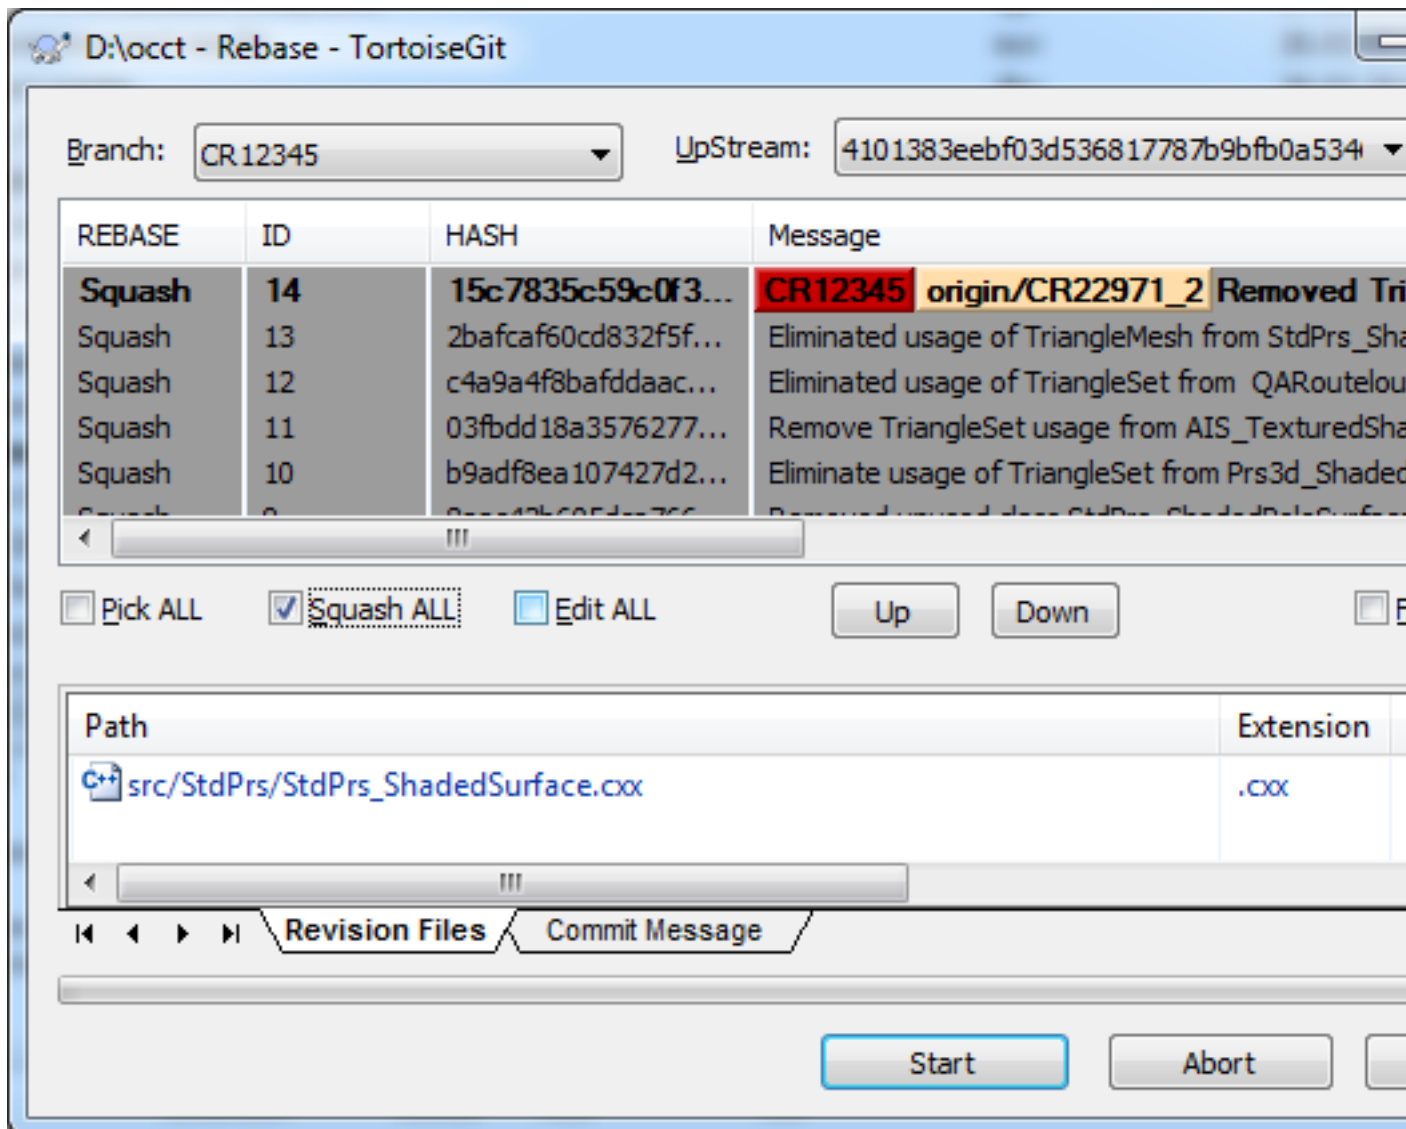 D:\occt - Rebase - TortoiseGit
Branch: CR12345 UpStream: 4101383eebf03d536817787b9bfb0a534
REBASE ID HASH Message
Squash 14 15c7835c59c0f3... CR12345 origin/CR22971_2 Removed Tri
Squash 13 2bafcaf60cd832f5f... Eliminated usage of TriangleMesh from StdPrs_Sha
Squash 12 c4a9a4f8bafddaac... Eliminated usage of TriangleSet from QARoutelou
Squash 11 03fbdd18a3576277... Remove TriangleSet usage from AIS_TexturedSha
Squash 10 b9adf8ea107427d2... Eliminate usage of TriangleSet from Prs3d_Shaded
Pick ALL Squash ALL Edit ALL Up Down
Path Extension
C++ src/StdPrs/StdPrs_ShadedSurface.cxx .cxx
Revision Files Commit Message
Start Abort